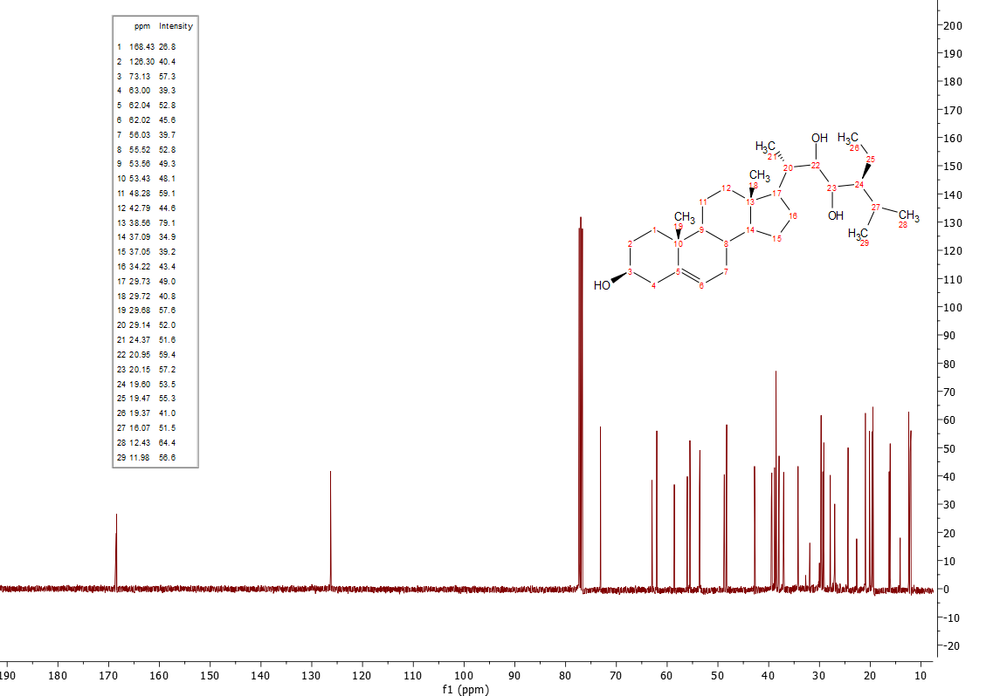 ppm Intensity
1 168.43 26.8
2 126.30 40.4
3 73.13 57.3
4 63.00 39.3
5 62.04 52.8
6 62.02 45.6
7 56.03 39.7
8 55.52 52.8
9 53.56 49.3
10 53.43 48.1
11 48.28 59.1
12 42.79 44.6
13 38.56 79.1
14 37.09 34.9
15 37.05 39.2
16 34.22 43.4
17 29.73 49.0
18 29.72 40.8
19 29.68 57.6
20 29.14 52.0
21 24.37 51.6
22 20.95 59.4
23 20.15 57.2
24 19.60 53.5
25 19.47 55.3
26 19.37 41.0
27 16.07 51.5
28 12.43 64.4
29 11.98 56.6
OH H₃C
26
H₃C
21
25
20 22
CH₃
18
12 17 23 24
11 13
16 27
CH₃
19
OH
CH₃
28
1 9 14 15
H₃C
29
2 10 8
3 5 7
HO
4 6
200
190
180
170
160
150
140
130
120
110
100
90
80
70
60
50
40
30
20
10
0
-10
-20
190 180 170 160 150 140 130 120 110 100 90 80 70 60 50 40 30 20 10
f1 (ppm)